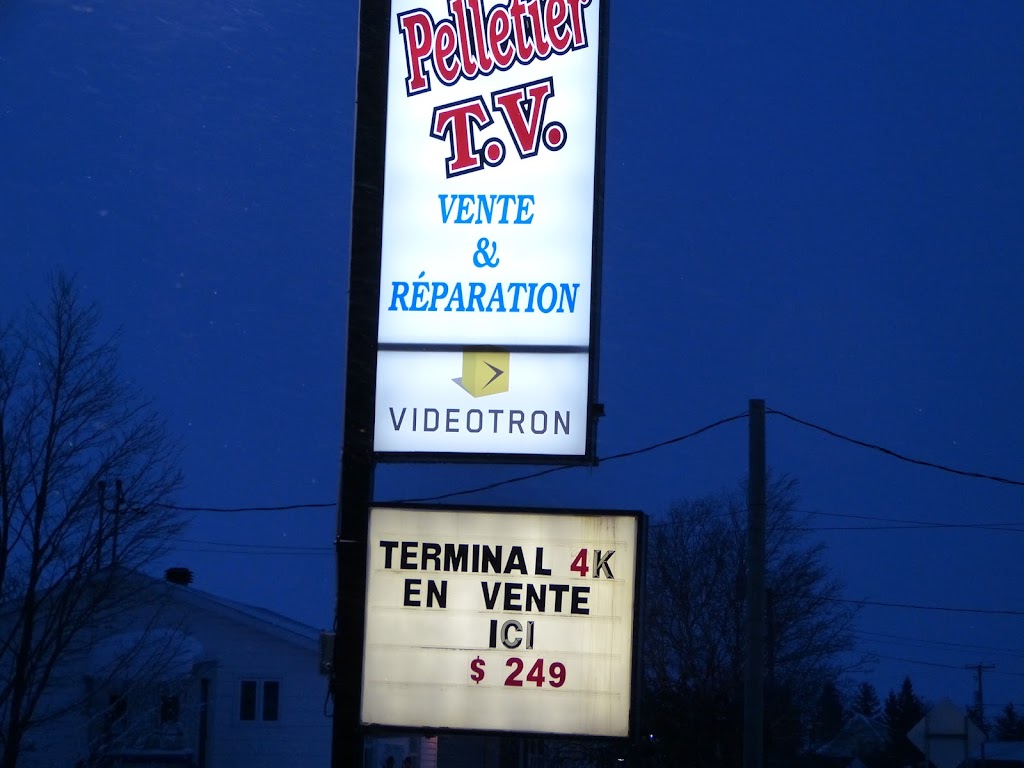 Pelletier
T.V.
VENTE
&
RÉPARATION
VIDEOTRON
TERMINAL 4K
EN VENTE
ICI
$ 249